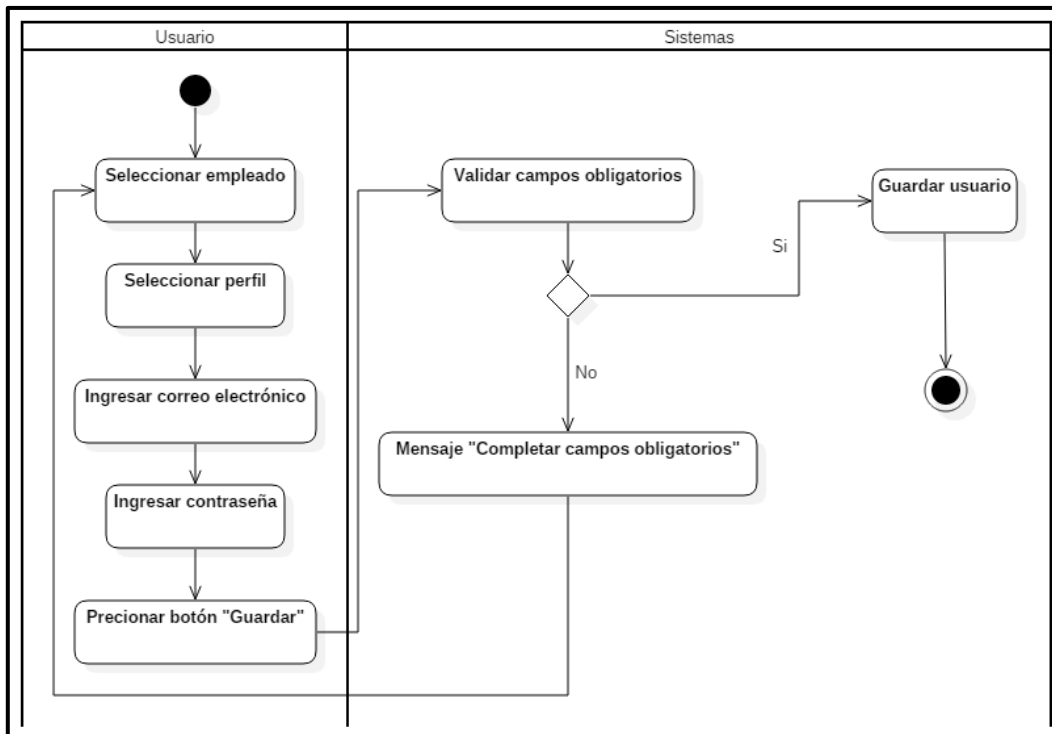 Usuario
Sistemas
Seleccionar empleado
Seleccionar perfil
Ingresar correo electrónico
Ingresar contraseña
Precionar botón "Guardar"
Validar campos obligatorios
Si
No
Mensaje "Completar campos obligatorios"
Guardar usuario